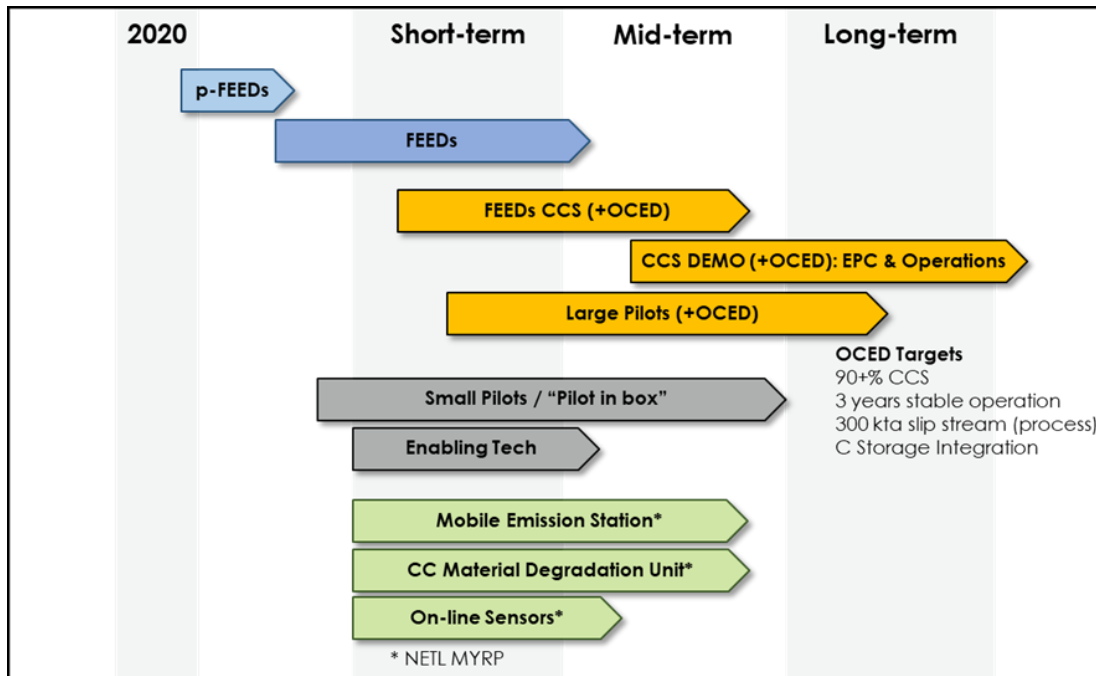 2020
Short-term
Mid-term
Long-term
p-FEEDs
FEEDs
FEEDs CCS (+OCED)
CCS DEMO (+OCED): EPC & Operations
Large Pilots (+OCED)
OCED Targets
90+% CCS
3 years stable operation
300 kta slip stream (process)
C Storage Integration
Small Pilots / “Pilot in box”
Enabling Tech
Mobile Emission Station*
CC Material Degradation Unit*
On-line Sensors*
* NETL MYRP